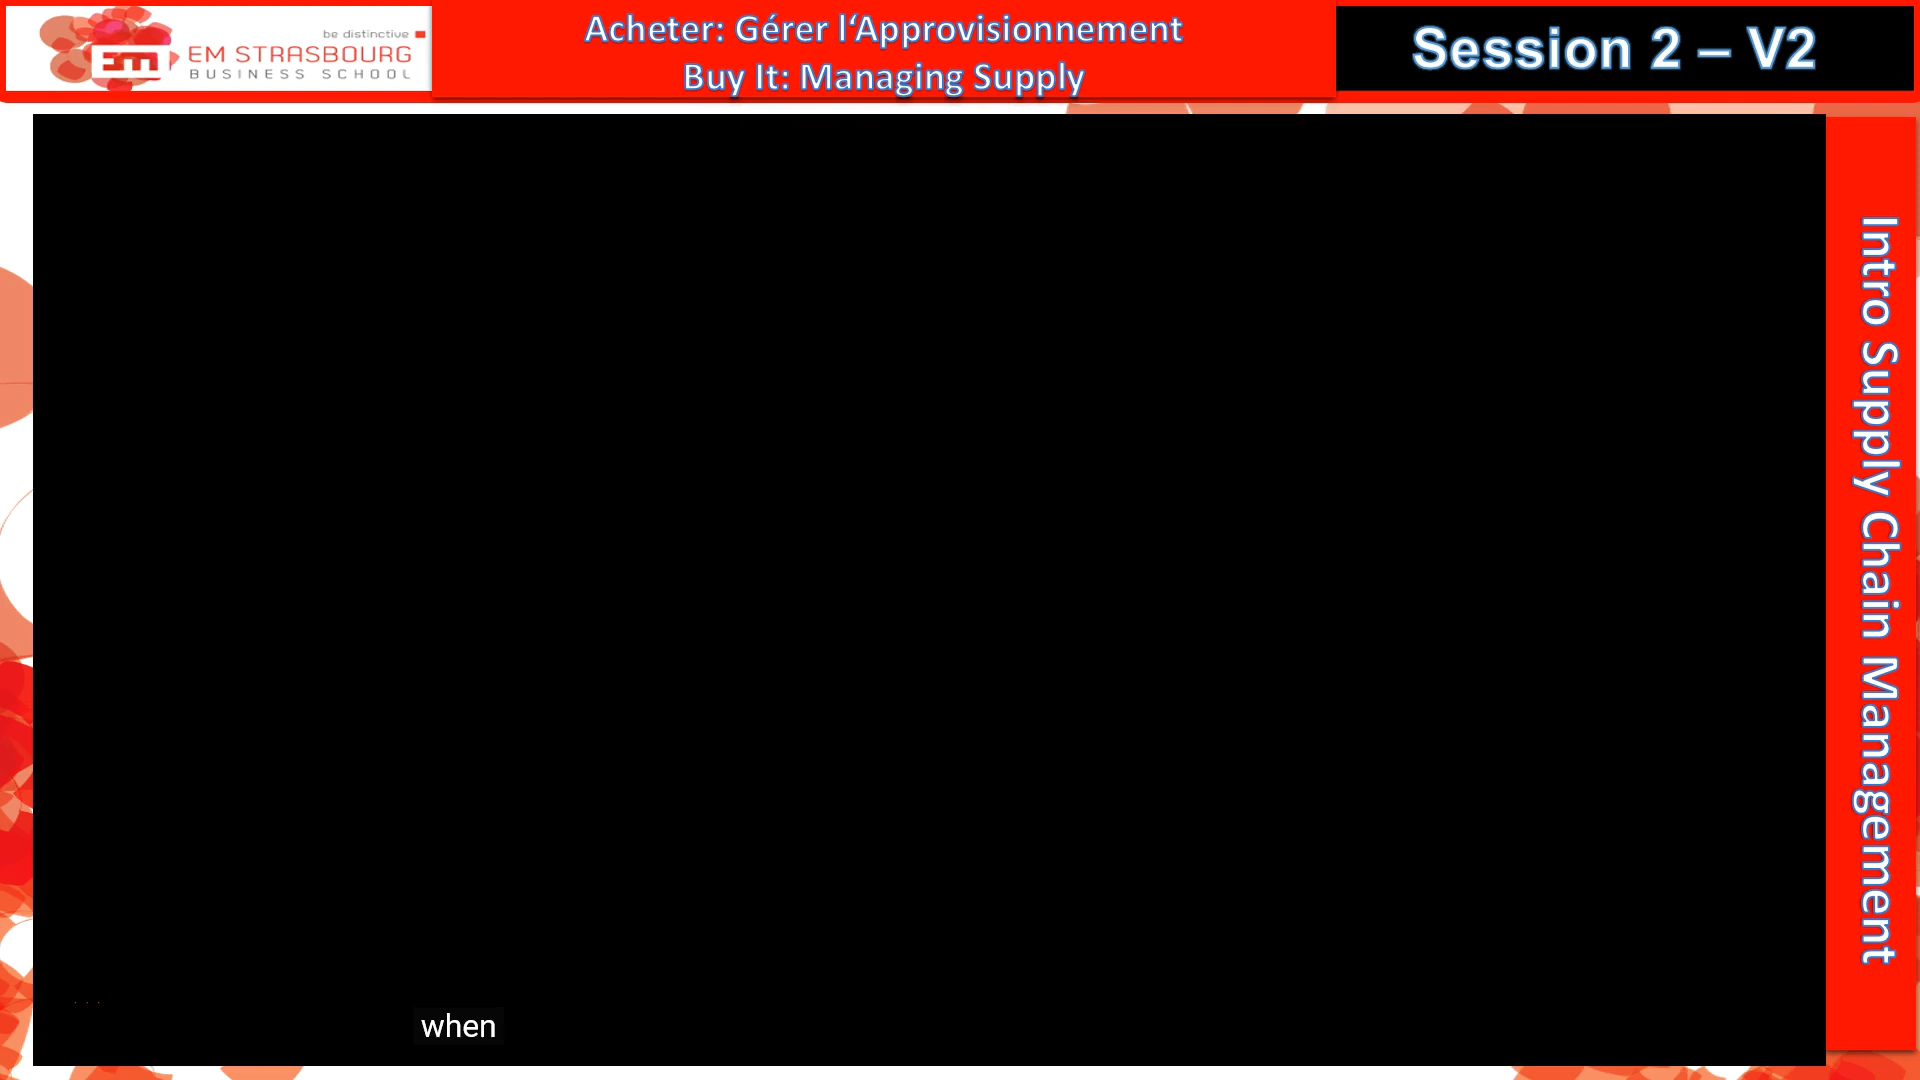 be distinctive
EM STRASBOURG
BUSINESS SCHOOL
Acheter: Gérer l‘Approvisionnement
Buy It: Managing Supply
Session 2 – V2
Intro Supply Chain Management
when